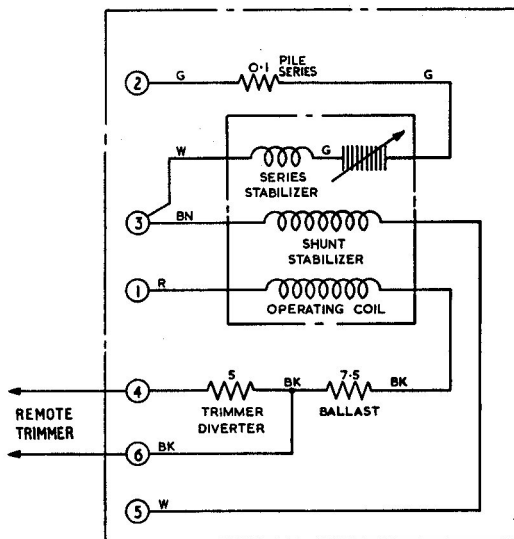 0·1 PILE SERIES
2 G G
W G
SERIES STABILIZER
3 BN
SHUNT STABILIZER
1 R
OPERATING COIL
5 7·5
4 BK BK
TRIMMER DIVERTER BALLAST
REMOTE TRIMMER
6 BK
5 W